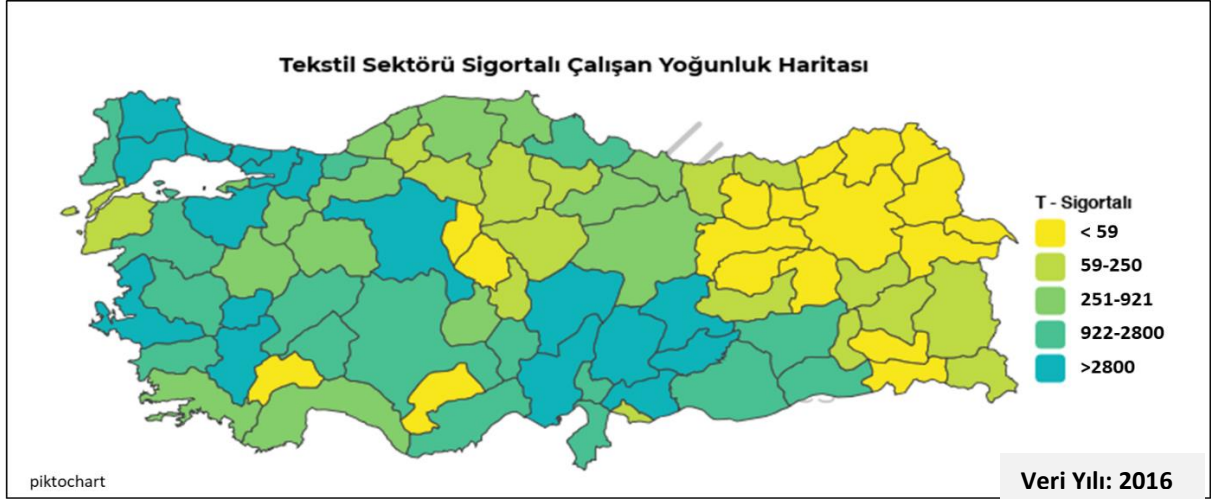 Tekstil Sektörü Sigortalı Çalışan Yoğunluk Haritası
T - Sigortalı
< 59
59-250
251-921
922-2800
>2800
piktochart
Veri Yılı: 2016